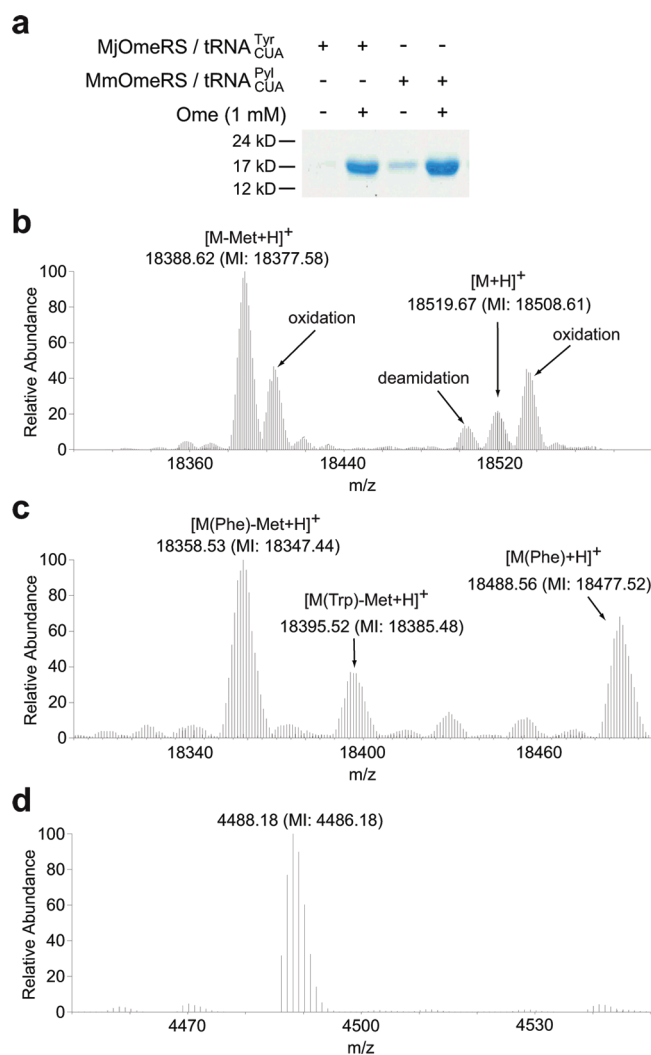 a
MjOmeRS / tRNA Tyr CUA + + - -
MmOmeRS / tRNA Pyl CUA - - + +
Ome (1 mM) - + - +
24 kD
17 kD
12 kD
b
[M-Met+H]+
18388.62 (MI: 18377.58)
[M+H]+
18519.67 (MI: 18508.61)
oxidation
oxidation
deamidation
Relative Abundance
100
80
60
40
20
0
18360 18440 18520
m/z
c
[M(Phe)-Met+H]+
18358.53 (MI: 18347.44)
[M(Trp)-Met+H]+
18395.52 (MI: 18385.48)
[M(Phe)+H]+
18488.56 (MI: 18477.52)
Relative Abundance
100
80
60
40
20
0
18340 18400 18460
m/z
d
4488.18 (MI: 4486.18)
Relative Abundance
100
80
60
40
20
0
4470 4500 4530
m/z